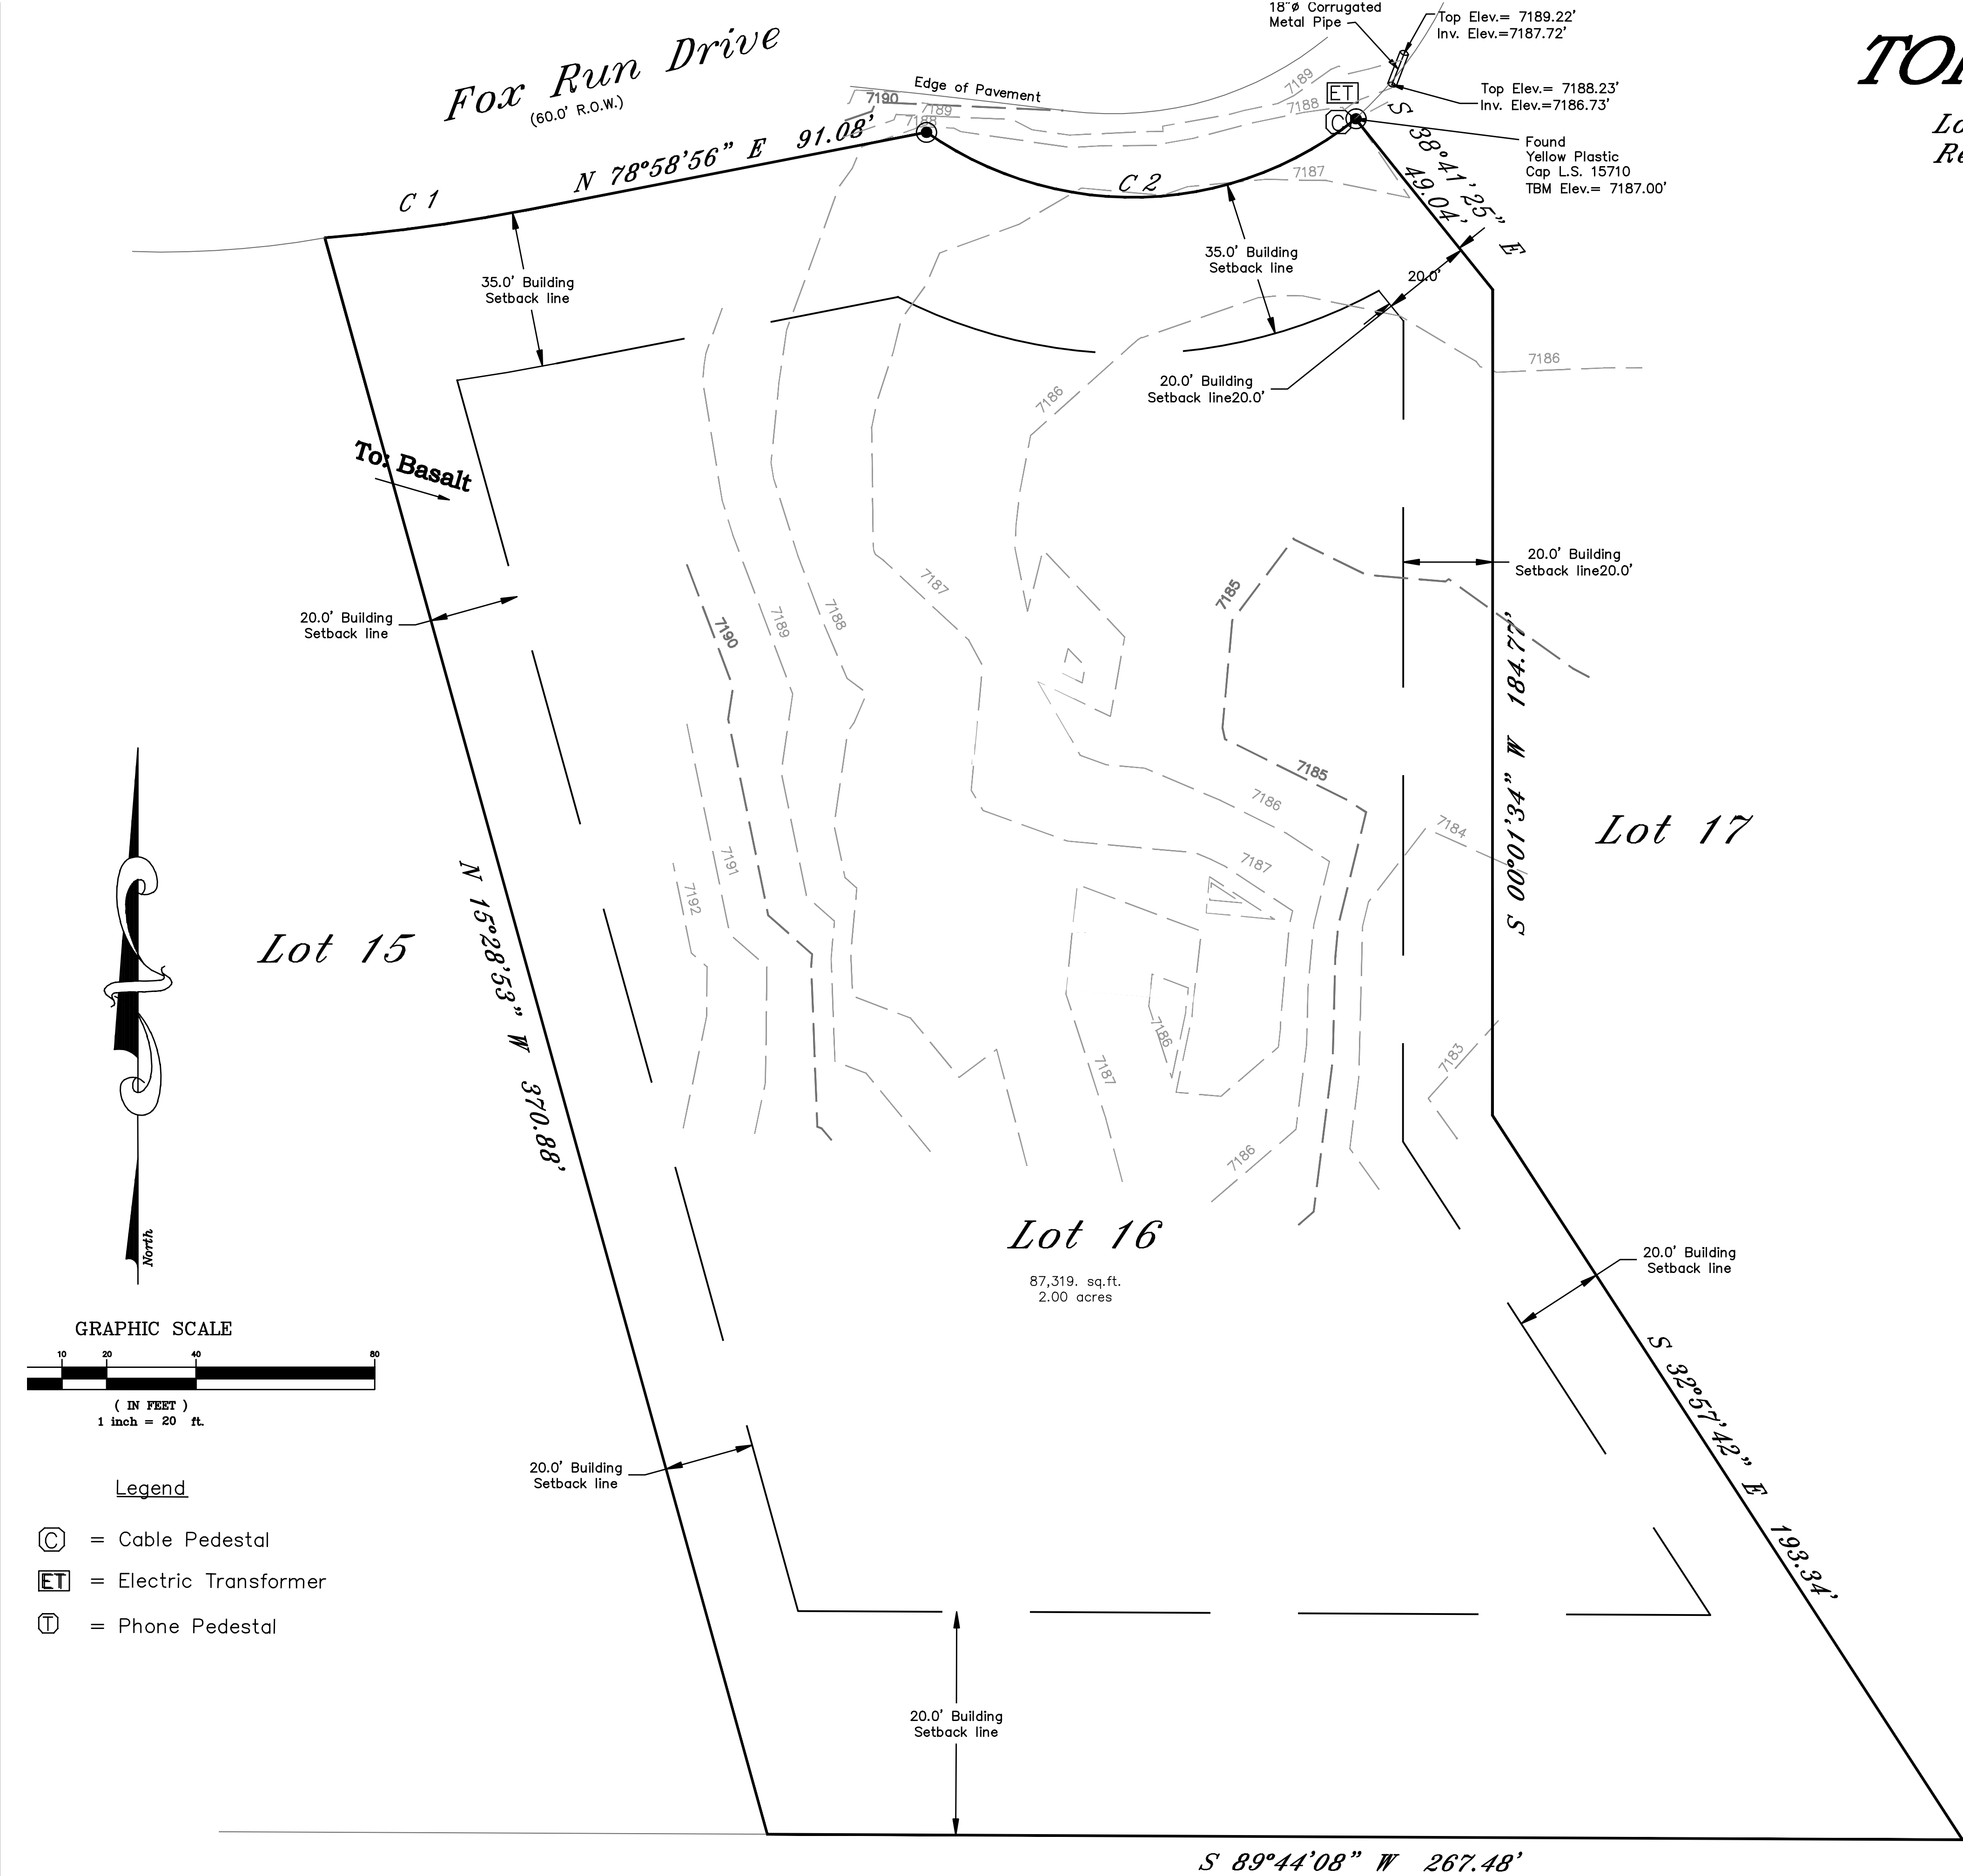 Fox Run Drive
(60.0' R.O.W.)
18"ø Corrugated
Metal Pipe
Top Elev.= 7189.22'
Inv. Elev.=7187.72'
Top Elev.= 7188.23'
Inv. Elev.=7186.73'
Edge of Pavement
7190
7189
7188
7189
7188
ET
C
Found
Yellow Plastic
Cap L.S. 15710
TBM Elev.= 7187.00'
S 38°41'25" E
49.04'
C 1
N 78°58'56" E 91.08'
C 2
7187
35.0' Building
Setback line
35.0' Building
Setback line
20.0'
20.0' Building
Setback line20.0'
7186
7186
To: Basalt
20.0' Building
Setback line20.0'
20.0' Building
Setback line
7190
7189
7188
7187
7185
7185
7186
7187
7184
7183
7191
7192
7186
7187
7186
S 00°01'34" W 184.77'
Lot 17
Lot 15
N 15°28'53" W 370.88'
North
Lot 16
87,319. sq.ft.
2.00 acres
20.0' Building
Setback line
S 32°57'42" E 193.34'
GRAPHIC SCALE
10 20 40 80
( IN FEET )
1 inch = 20 ft.
20.0' Building
Setback line
Legend
C = Cable Pedestal
ET = Electric Transformer
T = Phone Pedestal
20.0' Building
Setback line
S 89°44'08" W 267.48'